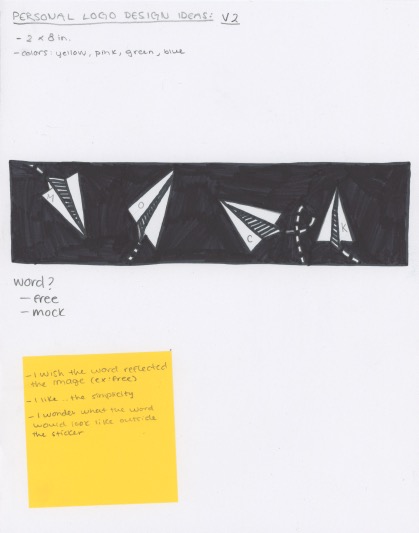 PERSONAL LOGO DESIGN IDEAS: V2
- 2 x 8 in.
- colors: yellow, pink, green, blue
M O C K
word?
- free
- mock
- I wish the word reflected
the image (ex: free)
- I like... the simplicity
- I wonder what the word
would look like outside
the sticker